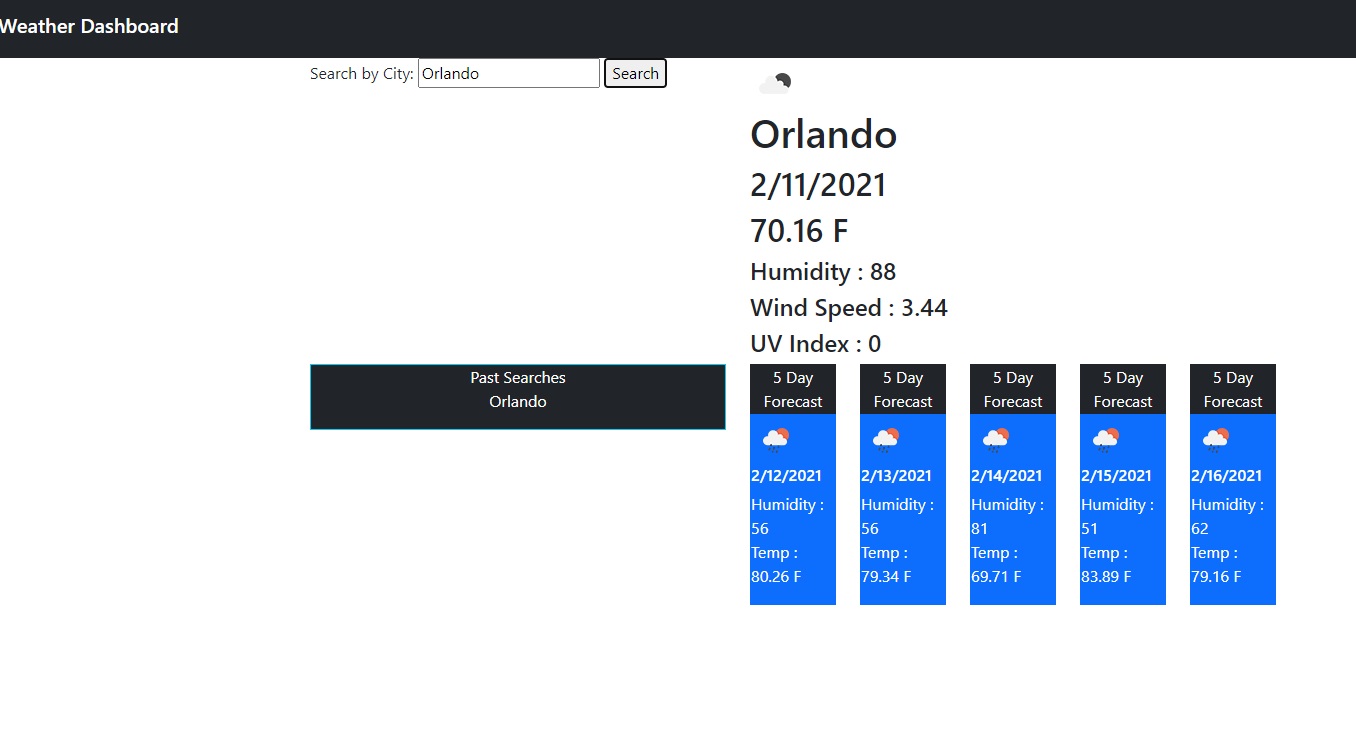 Weather Dashboard
Search by City: Orlando Search
Orlando
2/11/2021
70.16 F
Humidity : 88
Wind Speed : 3.44
UV Index : 0
Past Searches
Orlando
5 Day
Forecast
2/12/2021
Humidity :
56
Temp :
80.26 F
5 Day
Forecast
2/13/2021
Humidity :
56
Temp :
79.34 F
5 Day
Forecast
2/14/2021
Humidity :
81
Temp :
69.71 F
5 Day
Forecast
2/15/2021
Humidity :
51
Temp :
83.89 F
5 Day
Forecast
2/16/2021
Humidity :
62
Temp :
79.16 F